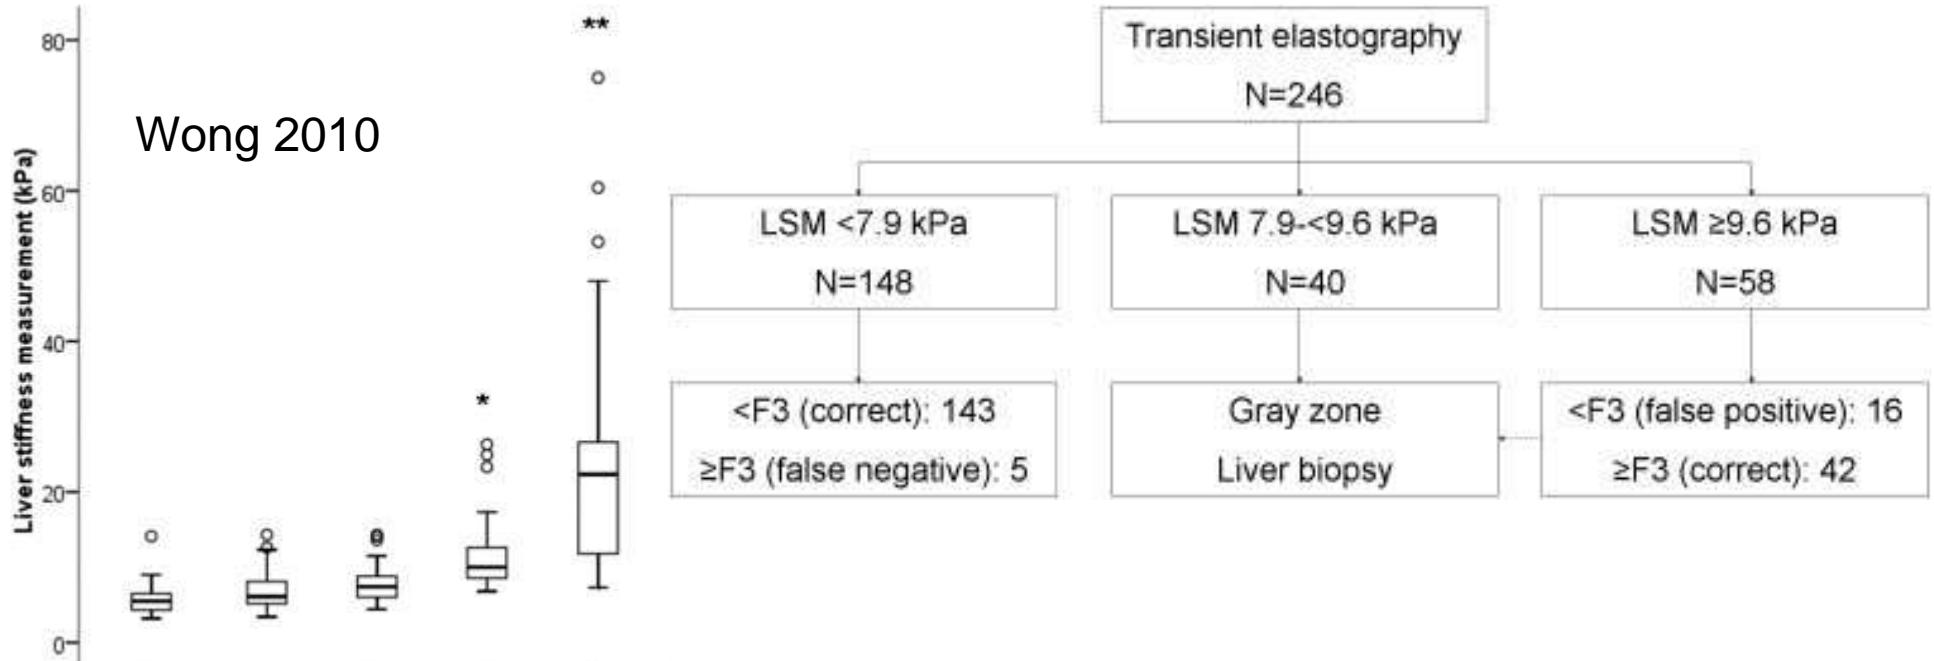 **
80
Wong 2010
Liver stiffness measurement (kPa)
60
40
*
20
0
Transient elastography
N=246
LSM <7.9 kPa
N=148
LSM 7.9-<9.6 kPa
N=40
LSM ≥9.6 kPa
N=58
<F3 (correct): 143
≥F3 (false negative): 5
Gray zone
Liver biopsy
<F3 (false positive): 16
≥F3 (correct): 42